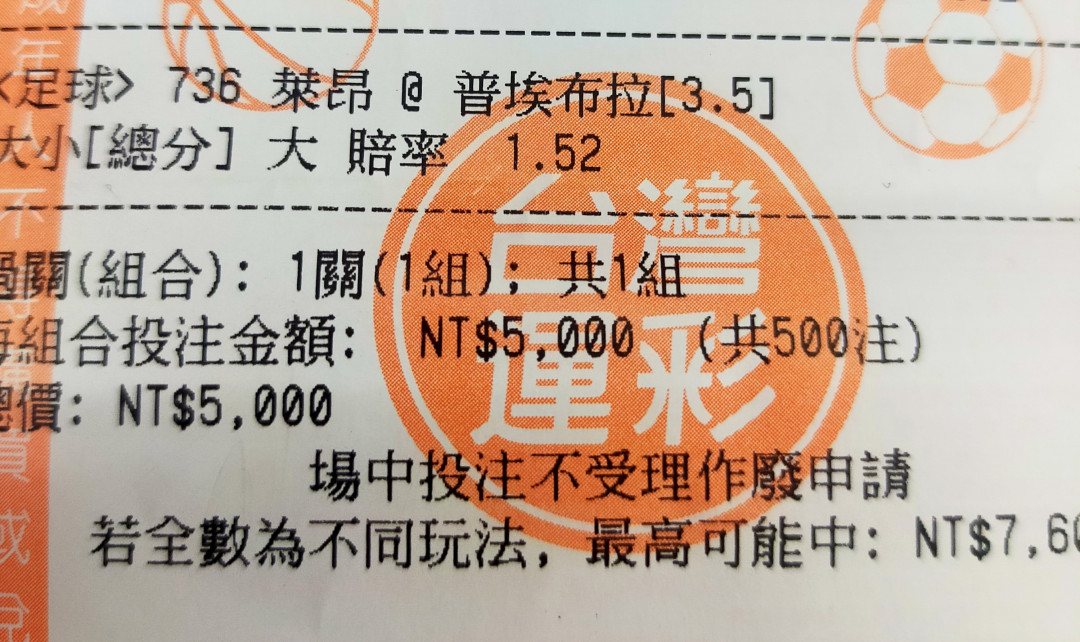 <足球> 736 萊昂 @ 普埃布拉[3.5]
大小[總分] 大 賠率 1.52
過關(組合): 1關(1組); 共1組
每組合投注金額: NT$5,000 (共500注)
總價: NT$5,000
場中投注不受理作廢申請
若全數為不同玩法, 最高可能中: NT$7,60
台灣
運彩